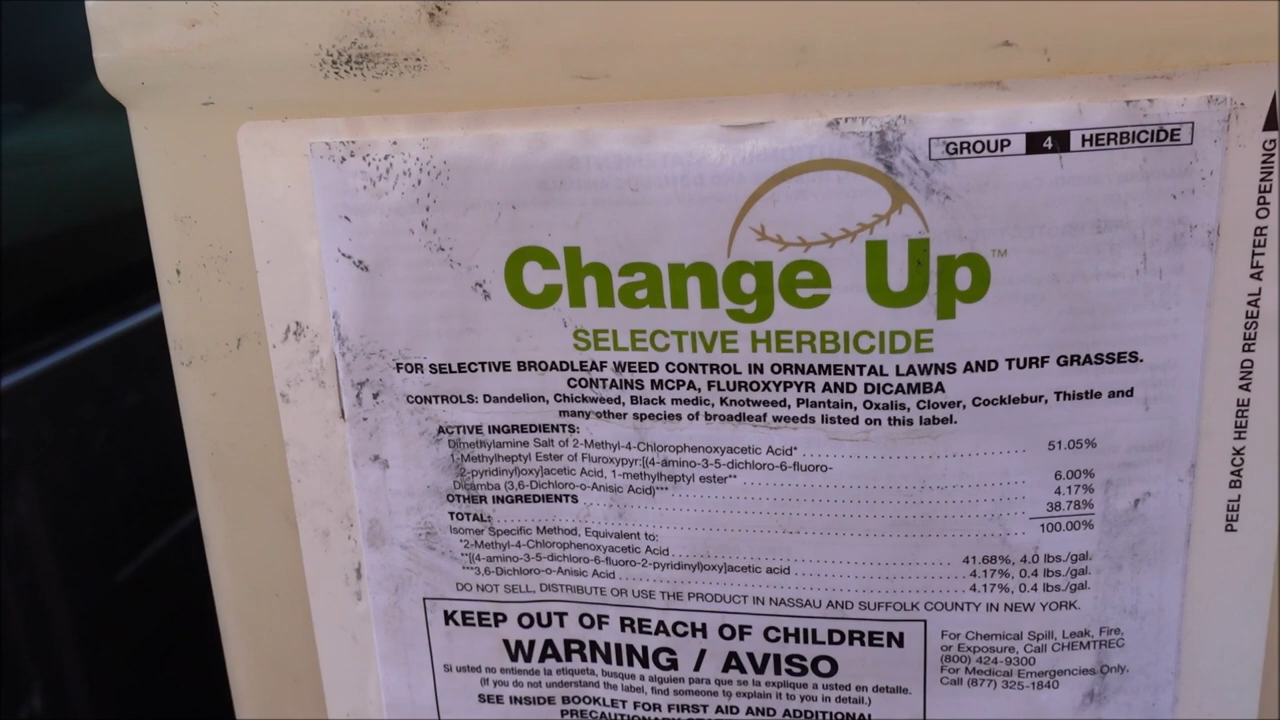 GROUP 4 HERBICIDE
Change Up™
SELECTIVE HERBICIDE
FOR SELECTIVE BROADLEAF WEED CONTROL IN ORNAMENTAL LAWNS AND TURF GRASSES.
CONTAINS MCPA, FLUROXYPYR AND DICAMBA
CONTROLS: Dandelion, Chickweed, Black medic, Knotweed, Plantain, Oxalis, Clover, Cocklebur, Thistle and
many other species of broadleaf weeds listed on this label.
ACTIVE INGREDIENTS:
Dimethylamine Salt of 2-Methyl-4-Chlorophenoxyacetic Acid* 51.05%
1-Methylheptyl Ester of Fluroxypyr:[(4-amino-3-5-dichloro-6-fluoro-
2-pyridinyl)oxy]acetic Acid, 1-methylheptyl ester** 6.00%
Dicamba (3,6-Dichloro-o-Anisic Acid)*** 4.17%
OTHER INGREDIENTS 38.78%
TOTAL: 100.00%
Isomer Specific Method, Equivalent to:
*2-Methyl-4-Chlorophenoxyacetic Acid 41.68%, 4.0 lbs./gal.
**[(4-amino-3-5-dichloro-6-fluoro-2-pyridinyl)oxy]acetic acid 4.17%, 0.4 lbs./gal.
***3,6-Dichloro-o-Anisic Acid 4.17%, 0.4 lbs./gal.
DO NOT SELL, DISTRIBUTE OR USE THE PRODUCT IN NASSAU AND SUFFOLK COUNTY IN NEW YORK.
KEEP OUT OF REACH OF CHILDREN
WARNING / AVISO
Si usted no entiende la etiqueta, busque a alguien para que se la explique a usted en detalle.
(If you do not understand the label, find someone to explain it to you in detail.)
SEE INSIDE BOOKLET FOR FIRST AID AND ADDITIONAL
PRECAUTIONARY
For Chemical Spill, Leak, Fire,
or Exposure, Call CHEMTREC
(800) 424-9300
For Medical Emergencies Only,
Call (877) 325-1840
PEEL BACK HERE AND RESEAL AFTER OPENING